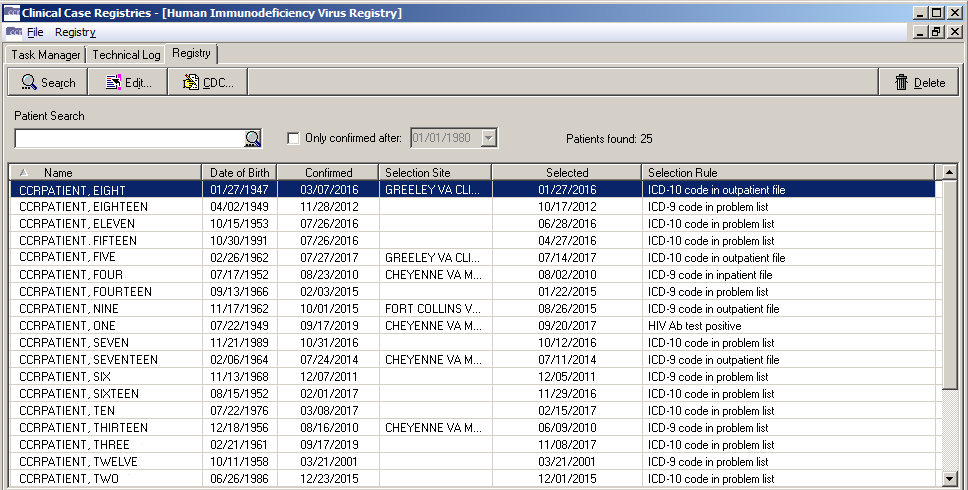 Clinical Case Registries - [Human Immunodeficiency Virus Registry]
File Registry
Task Manager Technical Log Registry
Search Edit... CDC... Delete
Patient Search
Only confirmed after: 01/01/1980 Patients found: 25
Name Date of Birth Confirmed Selection Site Selected Selection Rule
CCRPATIENT, EIGHT 01/27/1947 03/07/2016 GREELEY VA CLI... 01/27/2016 ICD-10 code in outpatient file
CCRPATIENT, EIGHTEEN 04/02/1949 11/28/2012 10/17/2012 ICD-9 code in problem list
CCRPATIENT, ELEVEN 10/15/1953 07/26/2016 06/28/2016 ICD-10 code in problem list
CCRPATIENT. FIFTEEN 10/30/1991 07/26/2016 04/27/2016 ICD-10 code in problem list
CCRPATIENT, FIVE 02/26/1962 07/27/2017 GREELEY VA CLI... 07/14/2017 ICD-10 code in outpatient file
CCRPATIENT, FOUR 07/17/1952 08/23/2010 CHEYENNE VA M... 08/02/2010 ICD-9 code in inpatient file
CCRPATIENT, FOURTEEN 09/13/1966 02/03/2015 01/22/2015 ICD-9 code in problem list
CCRPATIENT, NINE 11/17/1962 10/01/2015 FORT COLLINS V... 08/26/2015 ICD-9 code in outpatient file
CCRPATIENT, ONE 07/22/1949 09/17/2019 CHEYENNE VA M... 09/20/2017 HIV Ab test positive
CCRPATIENT, SEVEN 11/21/1989 10/31/2016 10/12/2016 ICD-10 code in problem list
CCRPATIENT, SEVENTEEN 02/06/1964 07/24/2014 CHEYENNE VA M... 07/11/2014 ICD-9 code in outpatient file
CCRPATIENT, SIX 11/13/1968 12/07/2011 12/05/2011 ICD-9 code in problem list
CCRPATIENT, SIXTEEN 08/15/1952 02/01/2017 11/29/2016 ICD-10 code in problem list
CCRPATIENT, TEN 07/22/1976 03/08/2017 02/15/2017 ICD-10 code in problem list
CCRPATIENT, THIRTEEN 12/18/1956 08/16/2010 CHEYENNE VA M... 06/09/2010 ICD-9 code in problem list
CCRPATIENT, THREE 02/21/1961 09/17/2019 11/08/2017 ICD-10 code in problem list
CCRPATIENT, TWELVE 10/11/1958 03/21/2001 03/21/2001 ICD-9 code in problem list
CCRPATIENT, TWO 06/26/1986 12/23/2015 12/01/2015 ICD-10 code in problem list